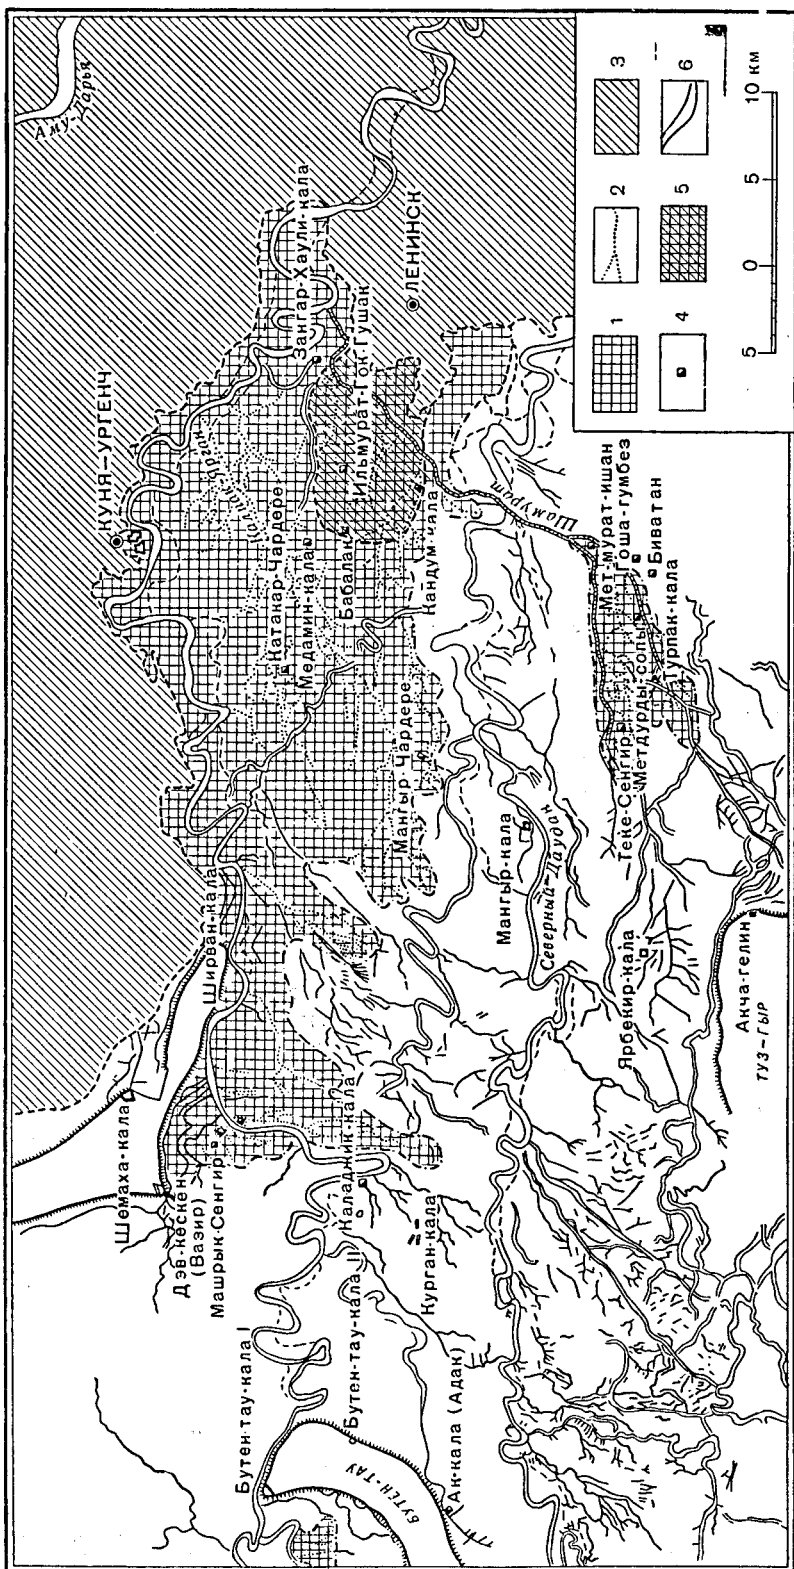 Аму-Дарья
КУНЯ-УРГЕНЧ
Зангар-Хаули-кала
ЛЕНИНСК
Ильмурат-Гок-Гушак
Катанар-Чардере
Медамин-кала
Бабалак
Кандум-кала
Шамурат
Мангыр Чардере
Ширван-кала
Шемаха-кала
Дэв-кескен
(Вазир)
Машрык-Сенгир
Каладжик-кала
Курган-кала
Бутен-тау-кала I
Бутен-тау-кала II
БУТЕН-ТАУ
Ак-кала (Адак)
Мангыр-кала
Северный Даудан
Мет-мурат-ишан
Гоша-гумбез
Биватан
Турпак-кала
Метдурды-сопы
Теке-Сенгир
Ярбекир-кала
Акча-гелин
ТУЗ-ГЫР
1
2
3
4
5
6
5 0 5 10 км